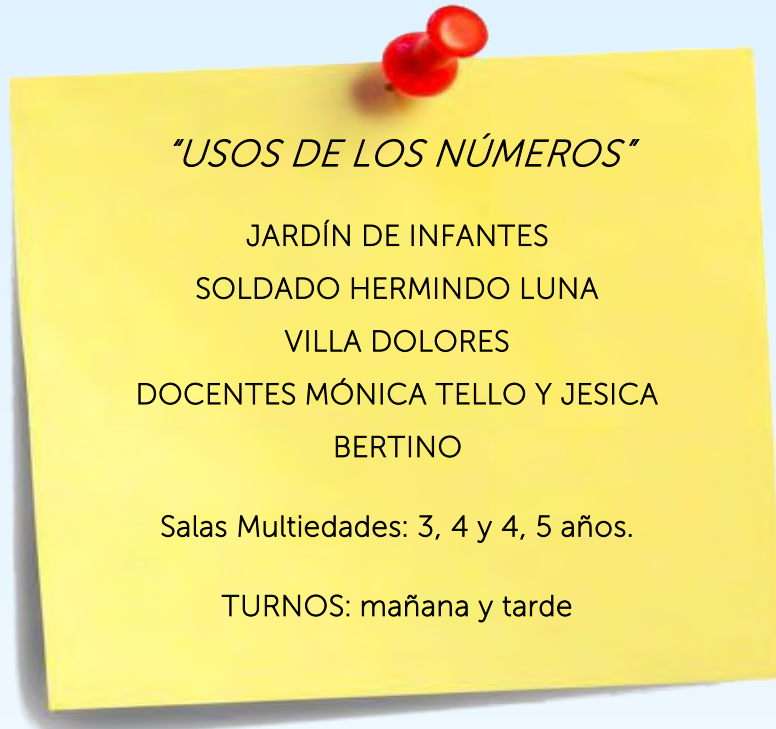 “USOS DE LOS NÚMEROS”
JARDÍN DE INFANTES
SOLDADO HERMINDO LUNA
VILLA DOLORES
DOCENTES MÓNICA TELLO Y JESICA
BERTINO
Salas Multiedades: 3, 4 y 4, 5 años.
TURNOS: mañana y tarde